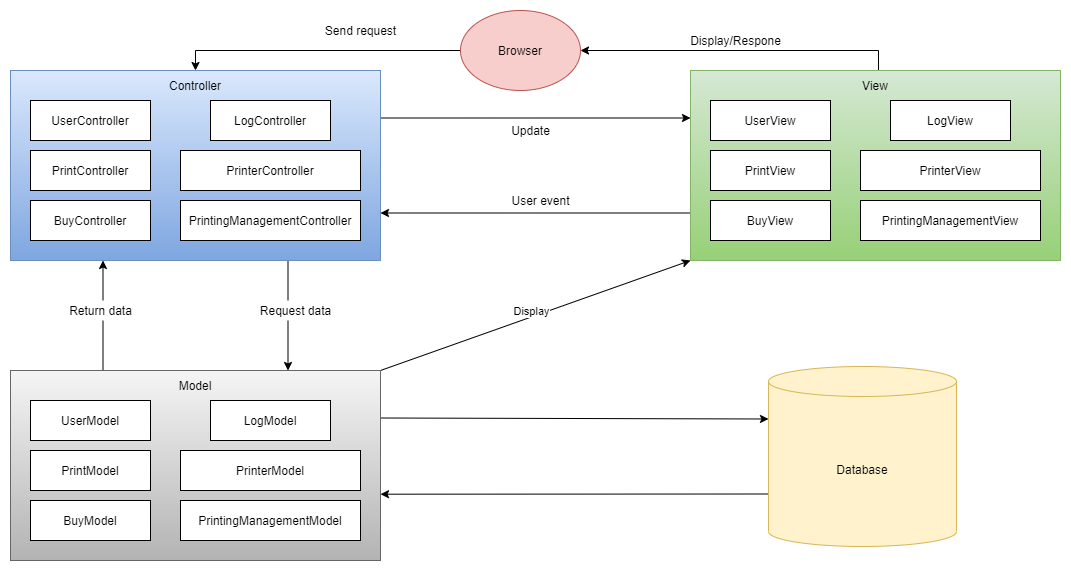 Send request
Browser
Display/Respone
Controller
UserController
LogController
PrintController
PrinterController
BuyController
PrintingManagementController
Update
User event
View
UserView
LogView
PrintView
PrinterView
BuyView
PrintingManagementView
Return data
Request data
Display
Model
UserModel
LogModel
PrintModel
PrinterModel
BuyModel
PrintingManagementModel
Database